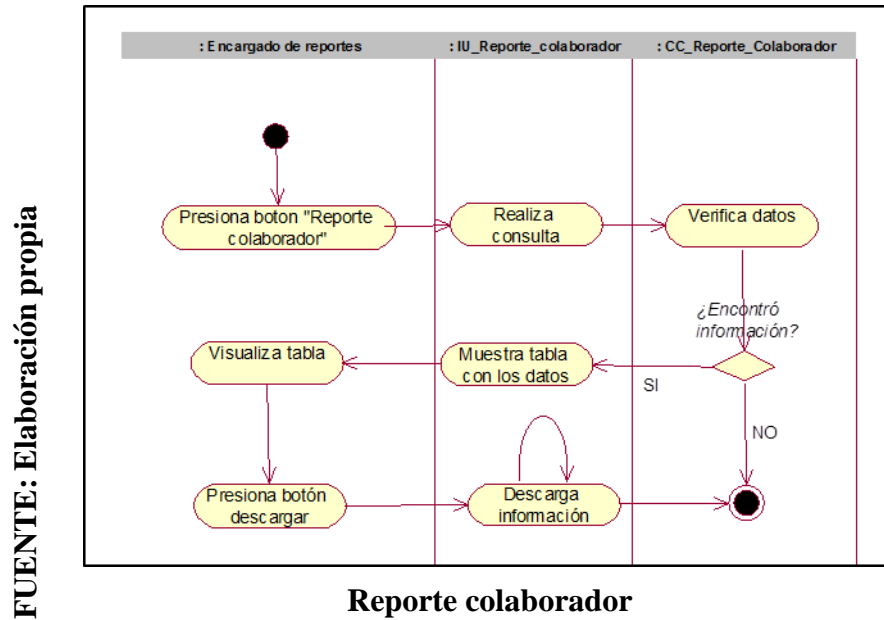 : Encargado de reportes
: IU_Reporte_colaborador
: CC_Reporte_Colaborador
Presiona boton "Reporte
colaborador"
Realiza
consulta
Verifica datos
¿Encontró
información?
SI
NO
Muestra tabla
con los datos
Visualiza tabla
Presiona botón
descargar
Descarga
información
FUENTE: Elaboración propia
Reporte colaborador